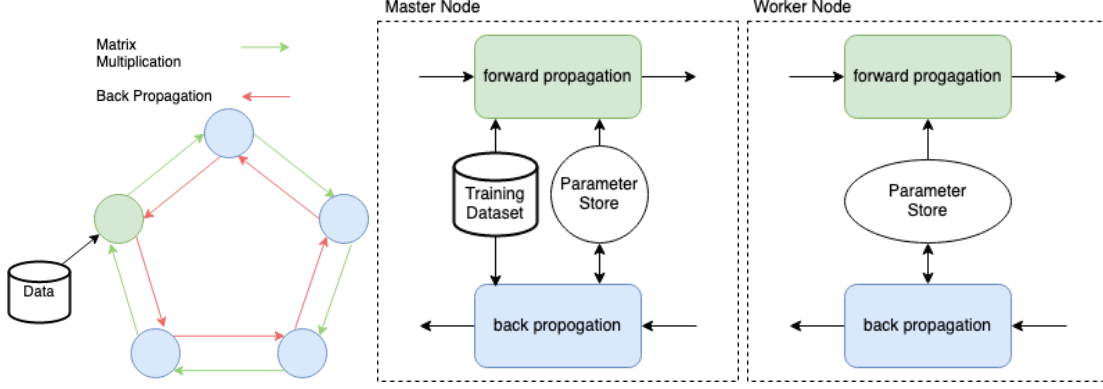 Matrix
Multiplication
Back Propagation
Data
Master Node
forward propagation
Training
Dataset
Parameter
Store
back propogation
Worker Node
forward progagation
Parameter
Store
back propagation